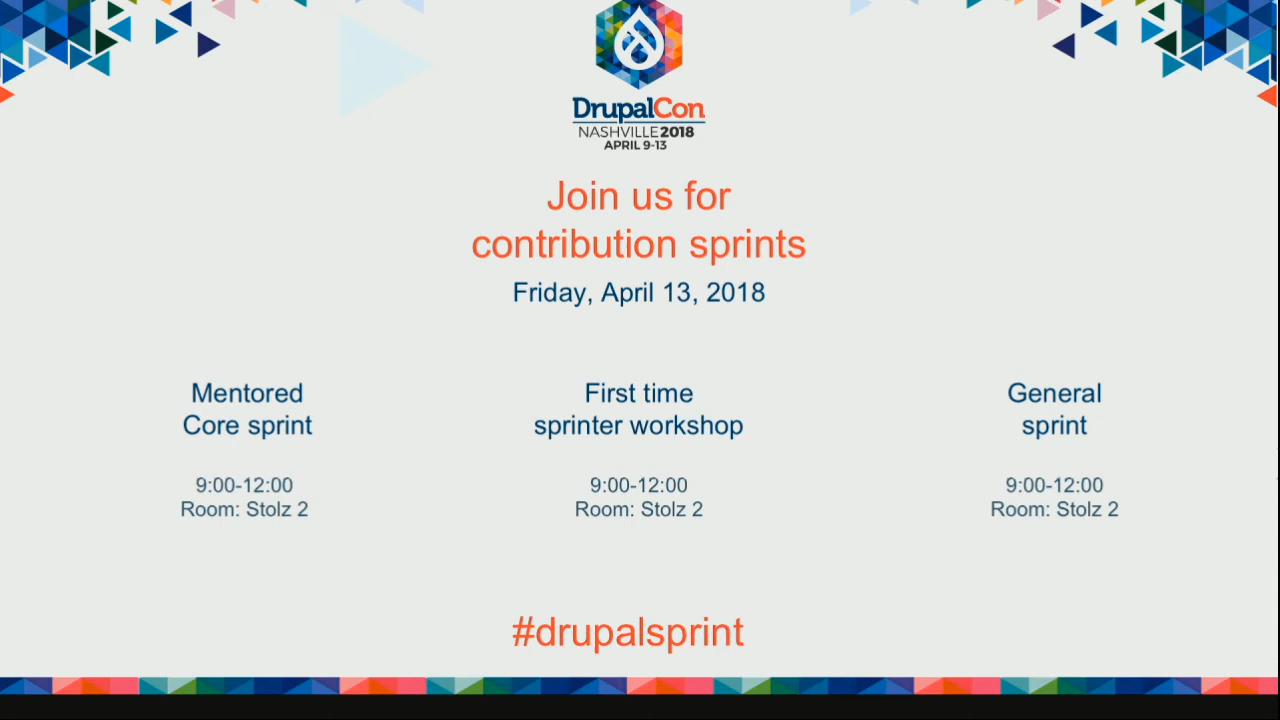 DrupalCon
NASHVILLE 2018
APRIL 9-13
Join us for
contribution sprints
Friday, April 13, 2018
Mentored
Core sprint
9:00-12:00
Room: Stolz 2
First time
sprinter workshop
9:00-12:00
Room: Stolz 2
General
sprint
9:00-12:00
Room: Stolz 2
#drupalsprint